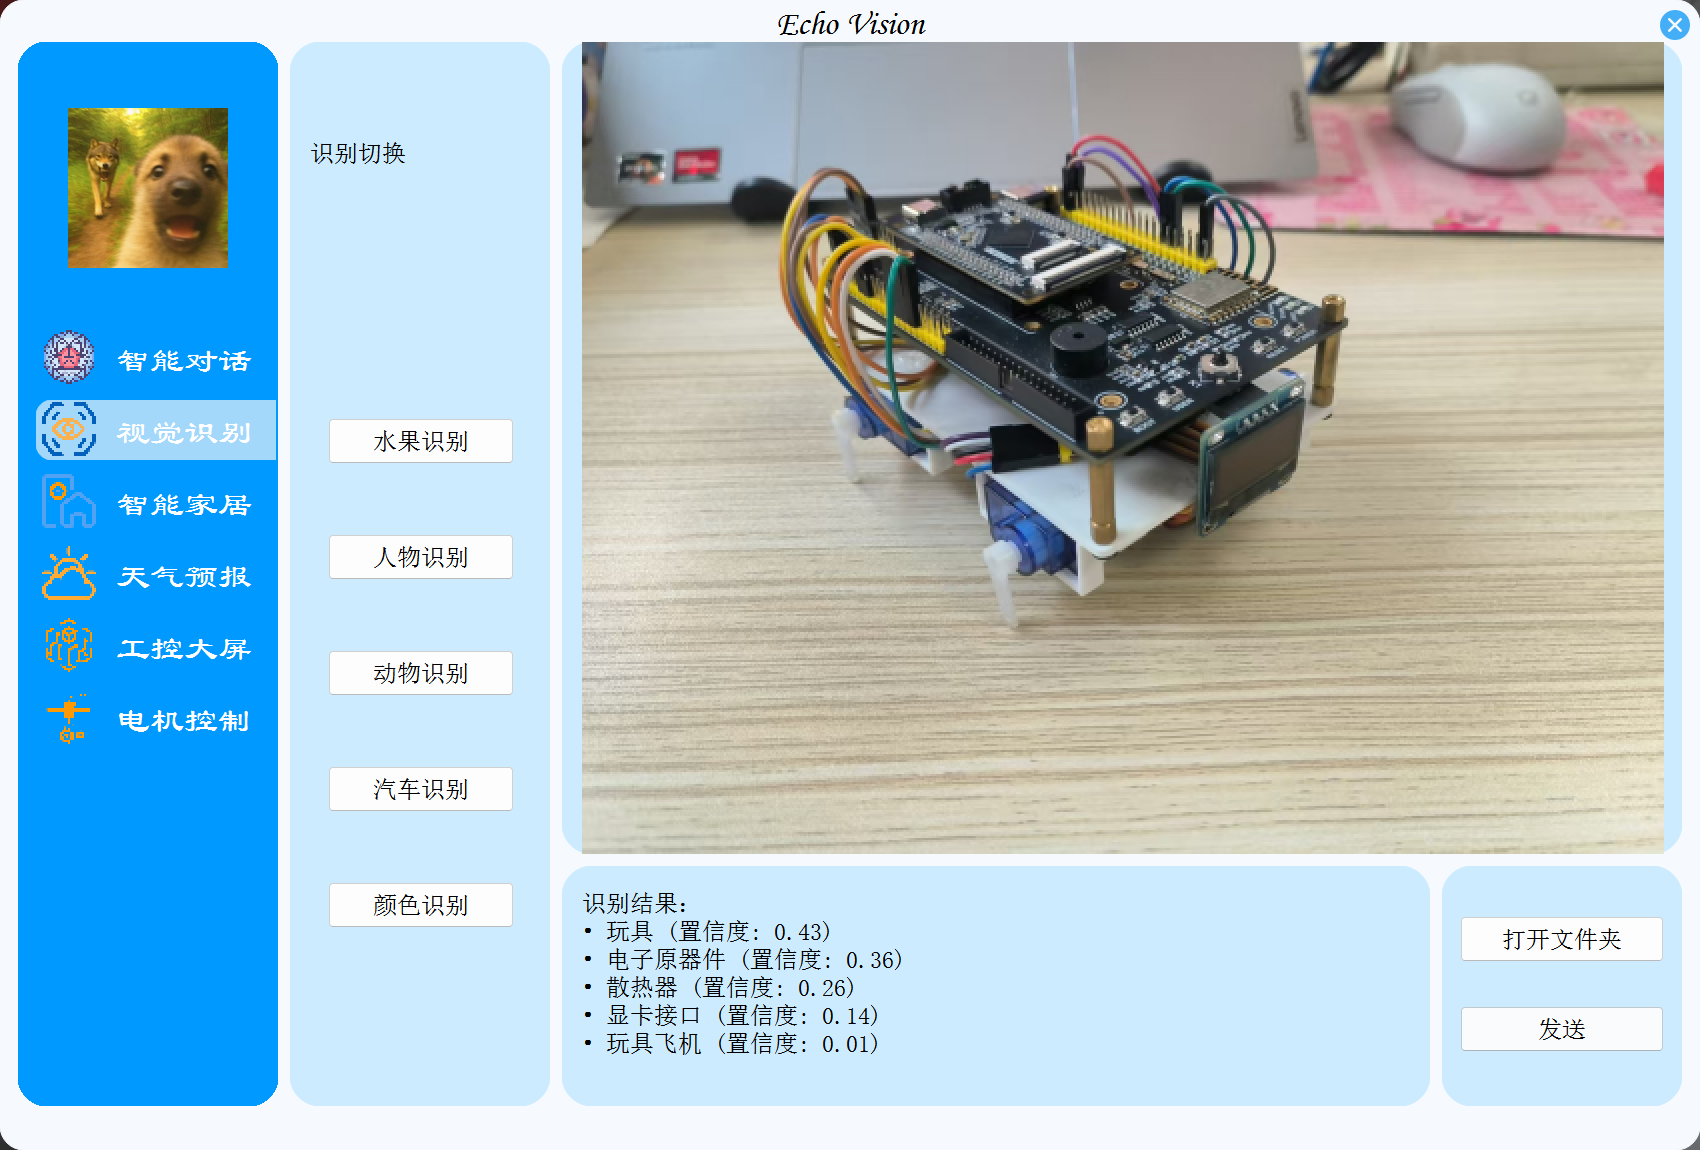 Echo Vision
智能对话
视觉识别
智能家居
天气预报
工控大屏
电机控制
识别切换
水果识别
人物识别
动物识别
汽车识别
颜色识别
识别结果:
• 玩具 (置信度: 0.43)
• 电子原器件 (置信度: 0.36)
• 散热器 (置信度: 0.26)
• 显卡接口 (置信度: 0.14)
• 玩具飞机 (置信度: 0.01)
打开文件夹
发送